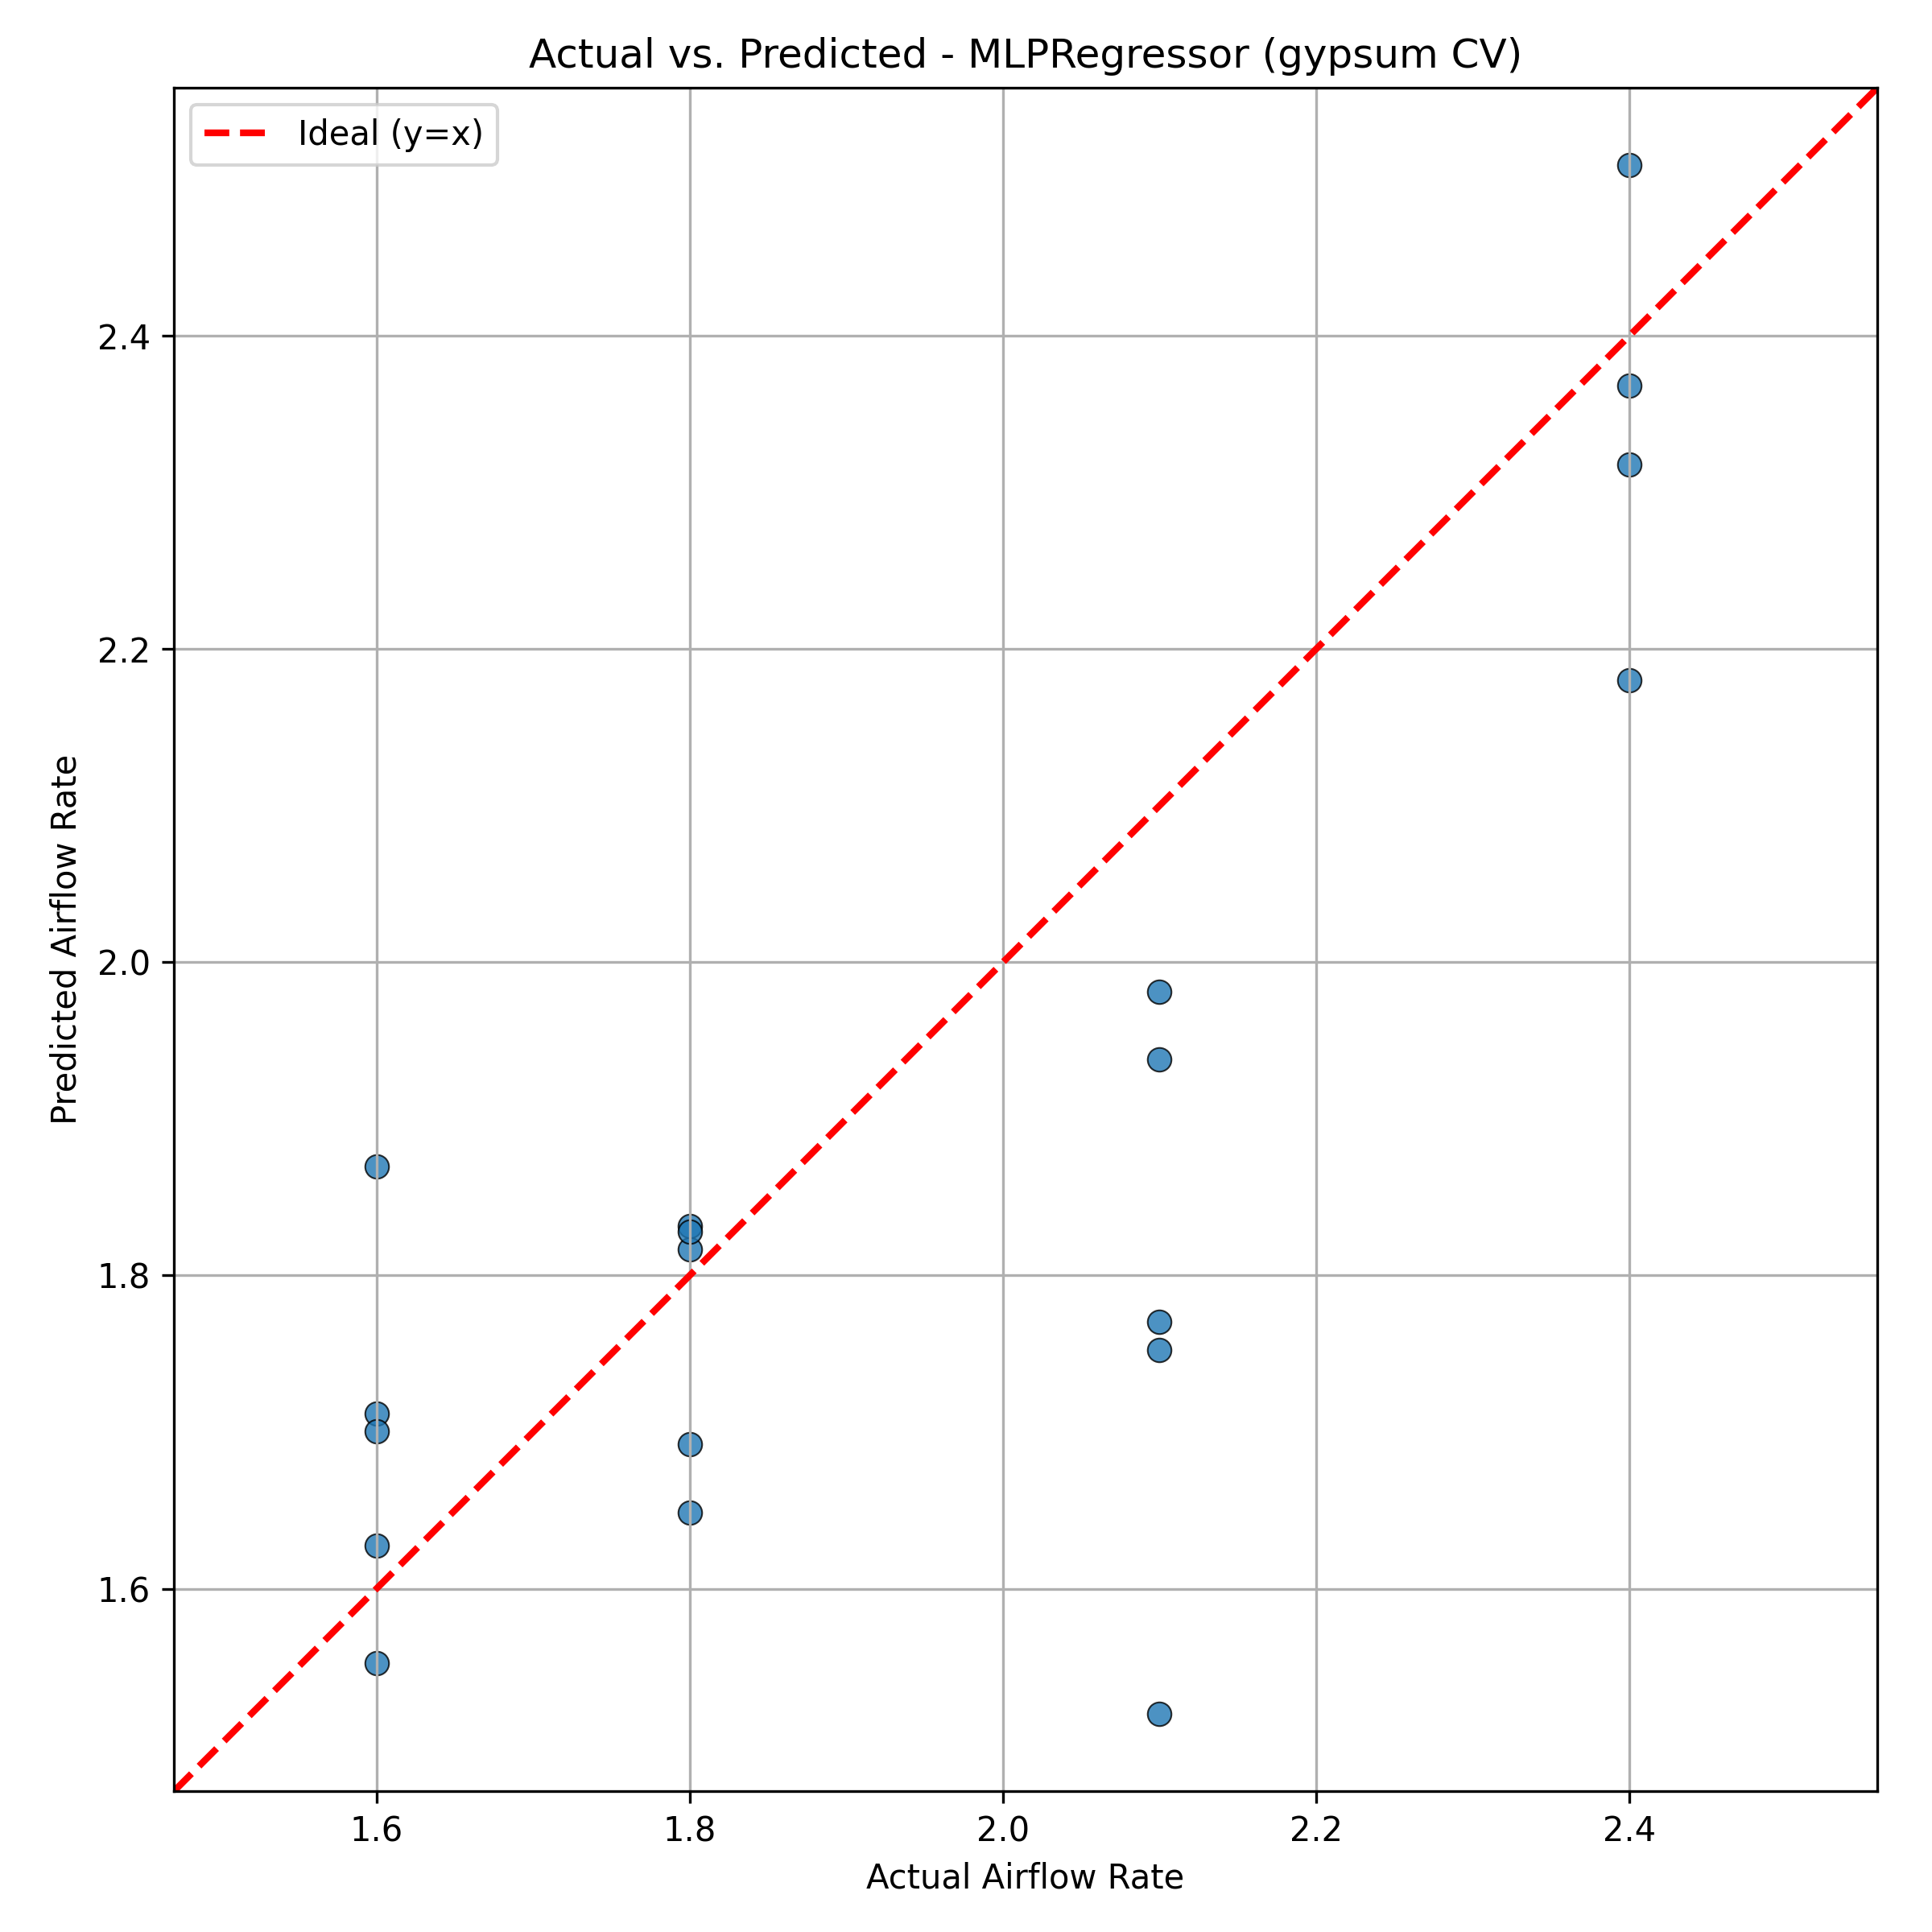 Actual vs. Predicted - MLPRegressor (gypsum CV)
Ideal (y=x)
Predicted Airflow Rate
2.4
2.2
2.0
1.8
1.6
1.6 1.8 2.0 2.2 2.4
Actual Airflow Rate